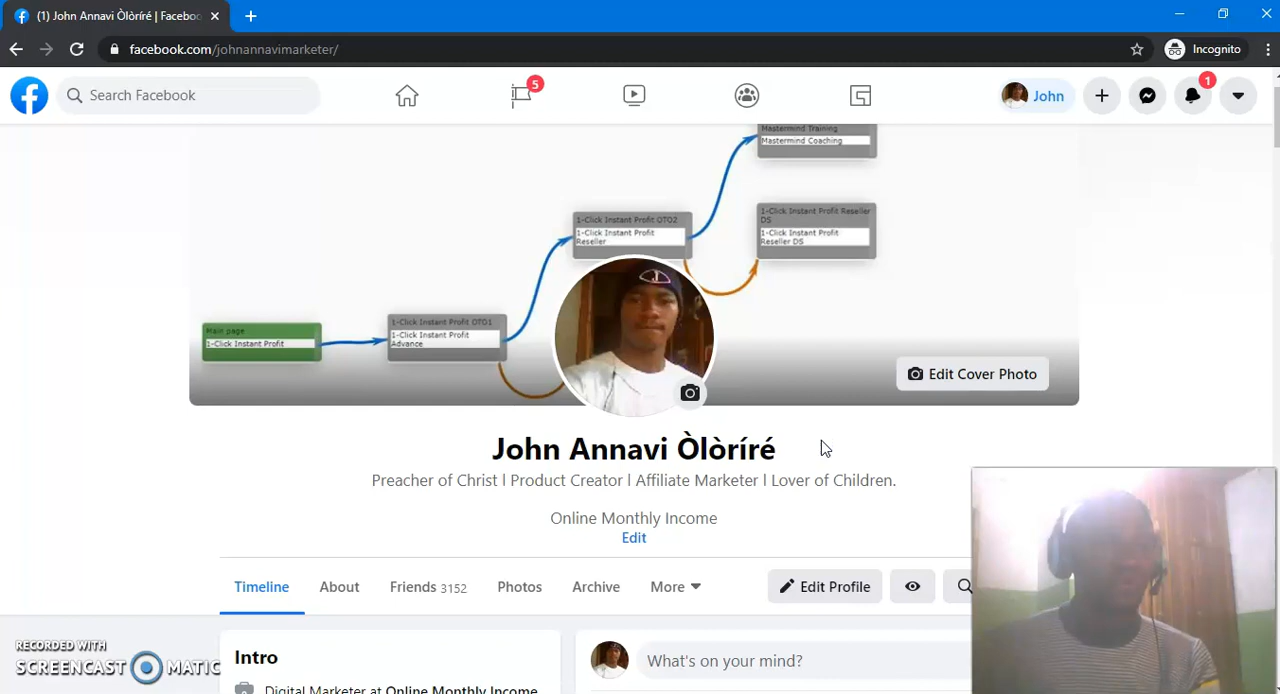 (1) John Annavi Òlòríré | Faceboo
facebook.com/johnannavimarketer/
Incognito
Search Facebook
5
John
1
Mastermind Training
Mastermind Coaching
1-Click Instant Profit OTO2
1-Click Instant Profit
Reseller
1-Click Instant Profit Reseller
DS
1-Click Instant Profit
Reseller DS
Main page
1-Click Instant Profit
1-Click Instant Profit OTO1
1-Click Instant Profit
Advance
Edit Cover Photo
John Annavi Òlòríré
Preacher of Christ l Product Creator l Affiliate Marketer l Lover of Children.
Online Monthly Income
Edit
Timeline
About
Friends 3152
Photos
Archive
More
Edit Profile
Intro
What's on your mind?
Digital Marketer at Online Monthly Income
RECORDED WITH
SCREENCAST MATIC